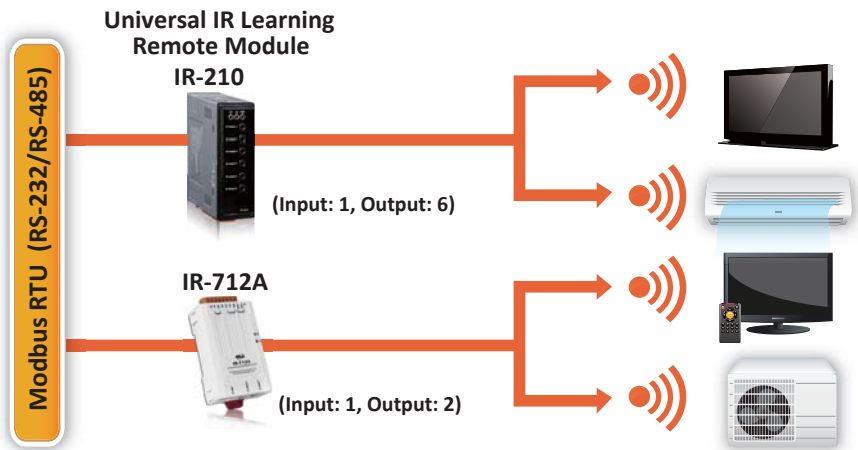 Universal IR Learning
Remote Module
IR-210
Modbus RTU (RS-232/RS-485)
(Input: 1, Output: 6)
IR-712A
(Input: 1, Output: 2)